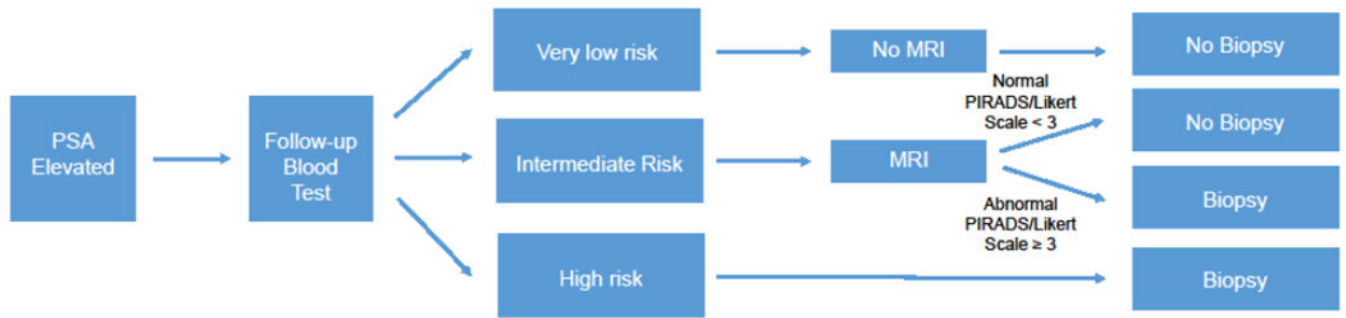 PSA
Elevated
Follow-up
Blood
Test
Very low risk
No MRI
No Biopsy
Normal
PIRADS/Likert
Scale < 3
No Biopsy
Intermediate Risk
MRI
Abnormal
PIRADS/Likert
Scale ≥ 3
Biopsy
High risk
Biopsy